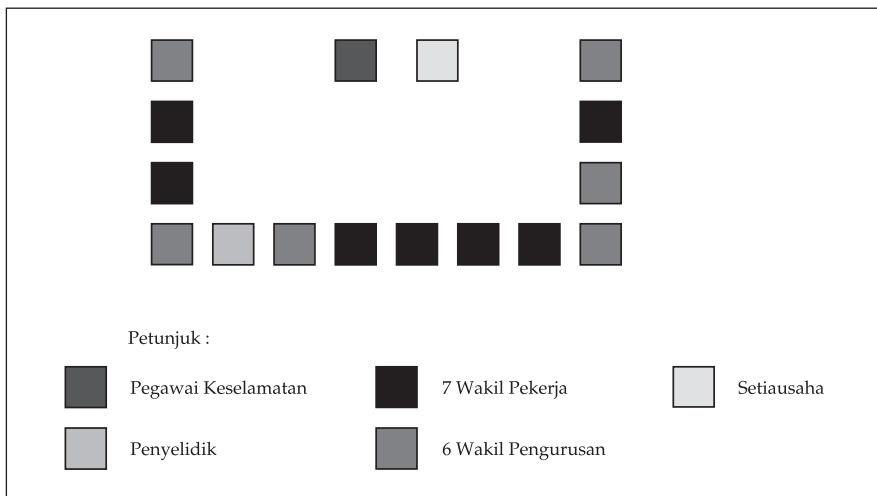 Petunjuk :
Pegawai Keselamatan
7 Wakil Pekerja
Setiausaha
Penyelidik
6 Wakil Pengurusan